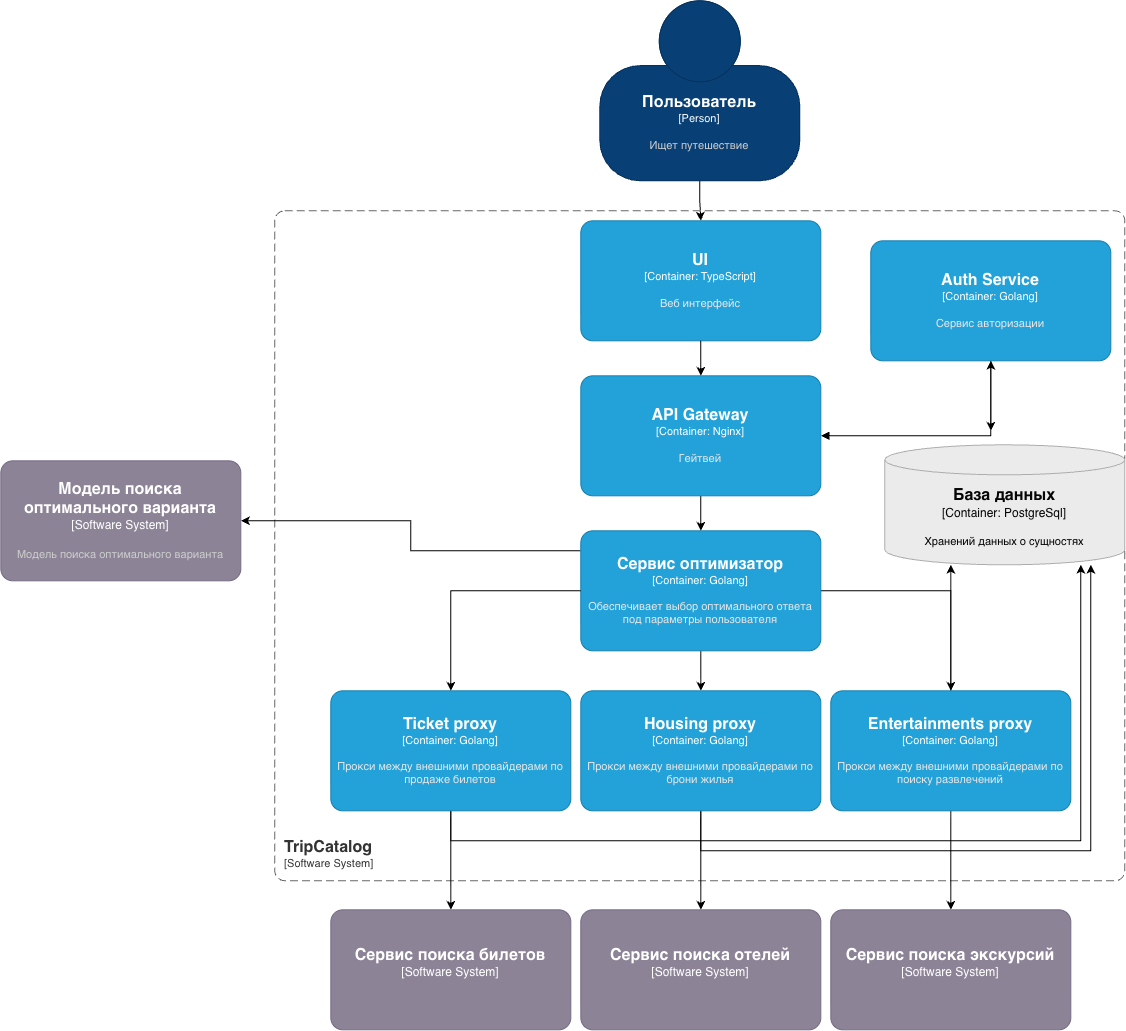 Пользователь
[Person]
Ищет путешествие
UI
[Container: TypeScript]
Веб интерфейс
Auth Service
[Container: Golang]
Сервис авторизации
API Gateway
[Container: Nginx]
Гейтвей
Модель поиска
оптимального варианта
[Software System]
Модель поиска оптимального варианта
База данных
[Container: PostgreSql]
Хранений данных о сущностях
Сервис оптимизатор
[Container: Golang]
Обеспечивает выбор оптимального ответа
под параметры пользователя
Ticket proxy
[Container: Golang]
Прокси между внешними провайдерами по
продаже билетов
Housing proxy
[Container: Golang]
Прокси между внешними провайдерами по
брони жилья
Entertainments proxy
[Container: Golang]
Прокси между внешними провайдерами по
поиску развлечений
TripCatalog
[Software System]
Сервис поиска билетов
[Software System]
Сервис поиска отелей
[Software System]
Сервис поиска экскурсий
[Software System]